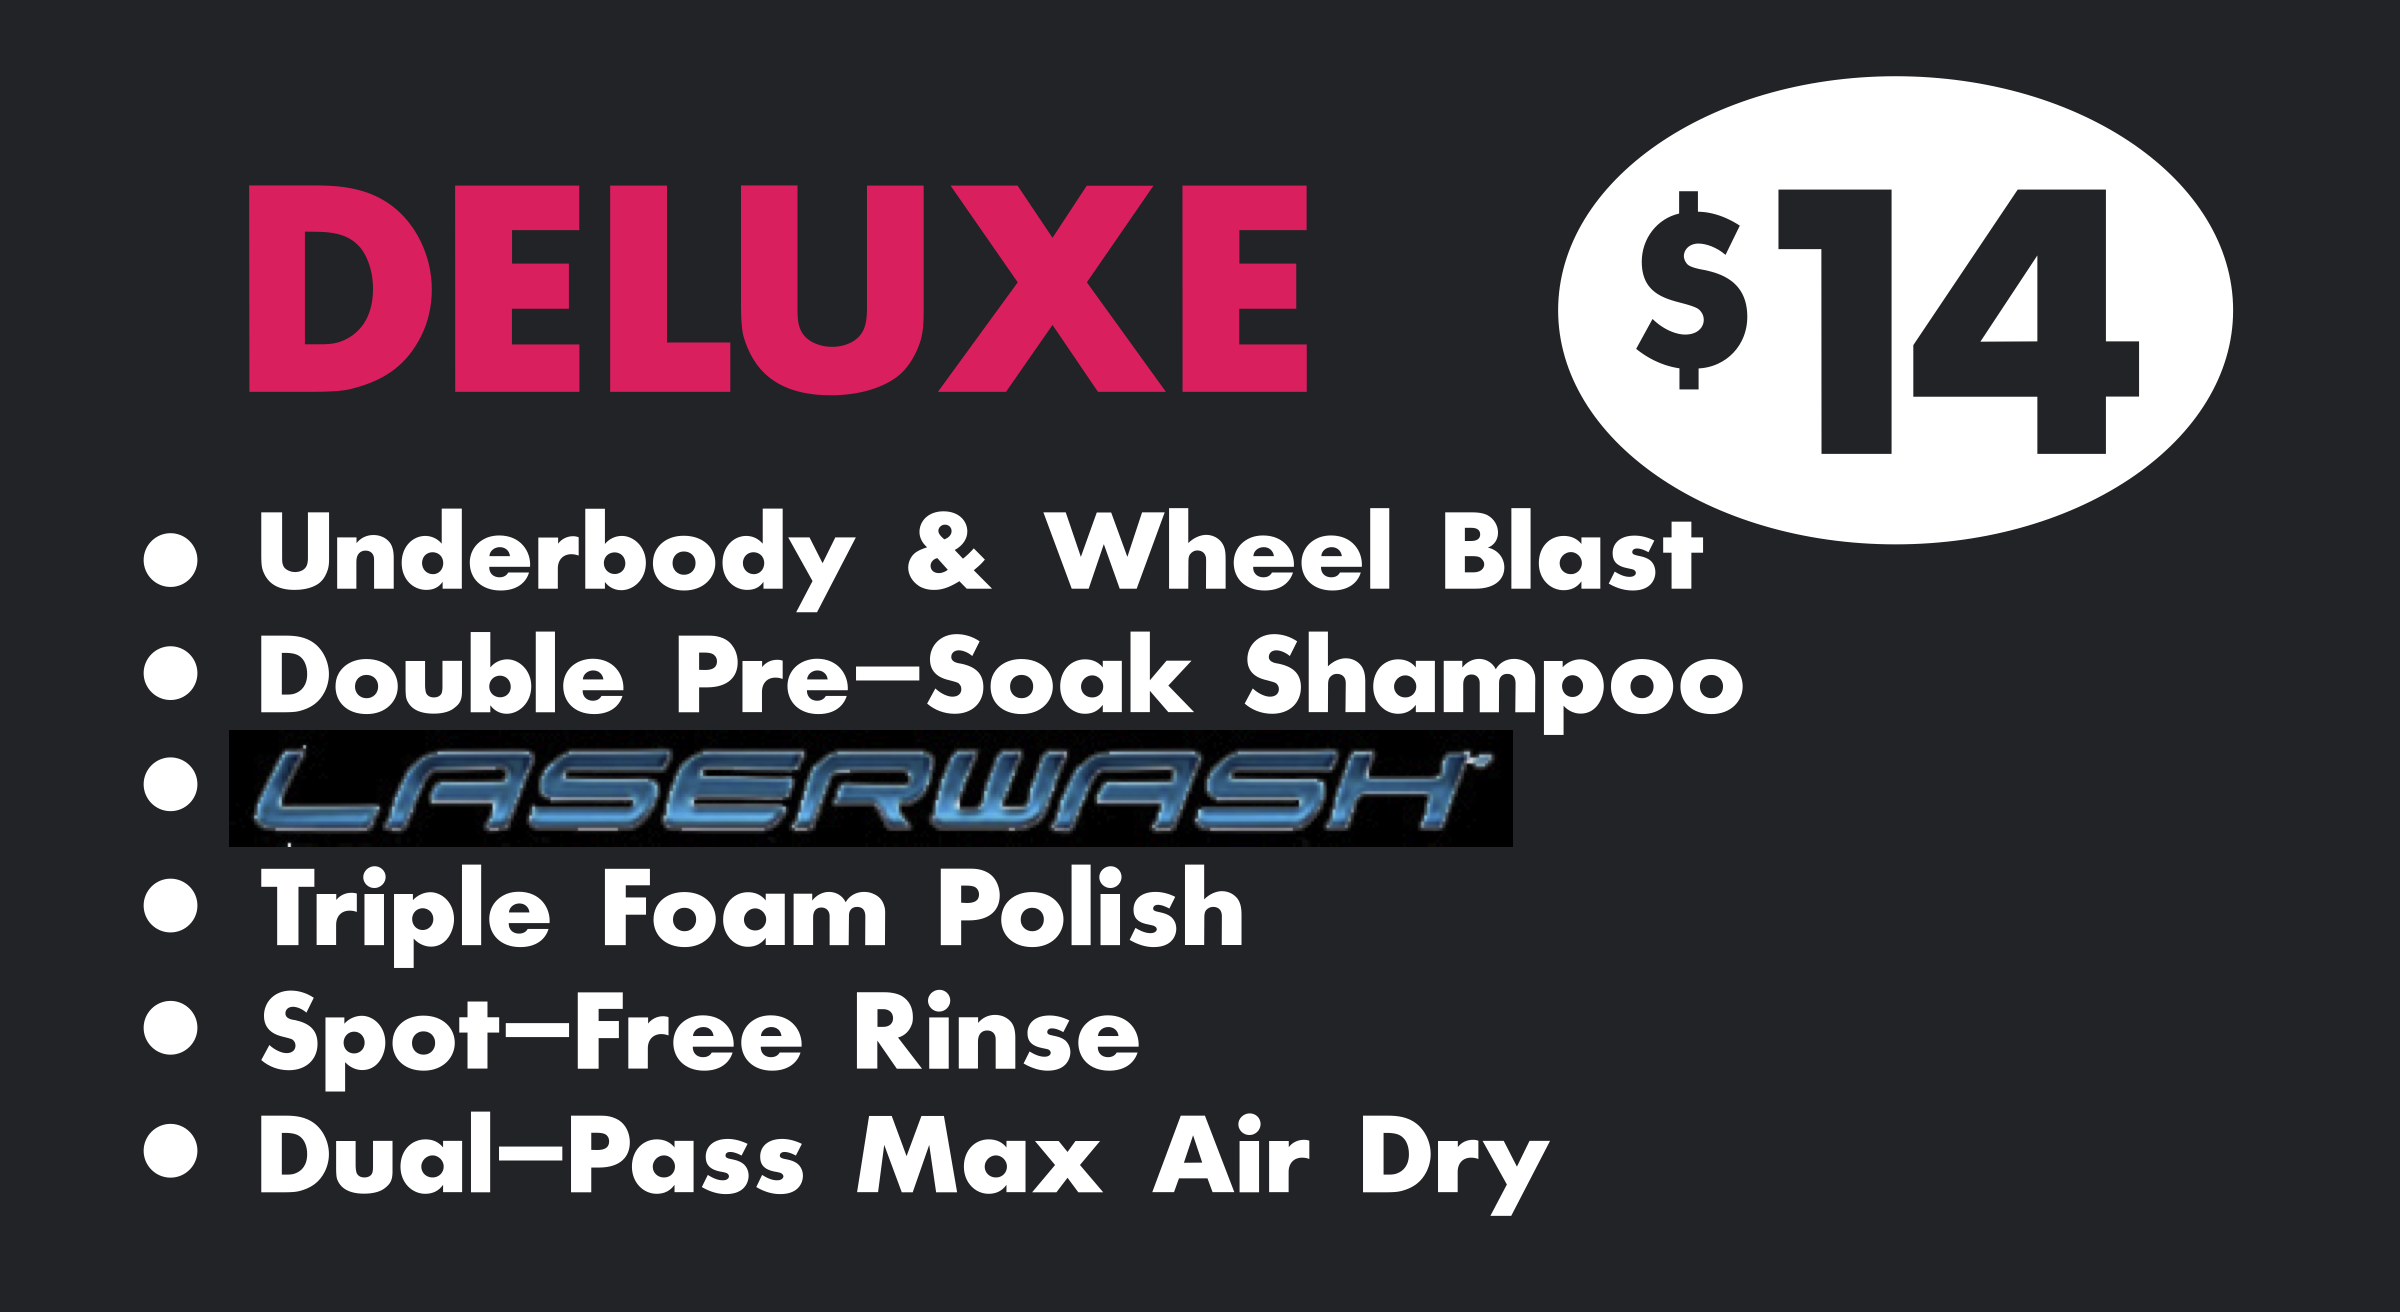 DELUXE
$14
• Underbody & Wheel Blast
• Double Pre-Soak Shampoo
• LASERWASH™
• Triple Foam Polish
• Spot-Free Rinse
• Dual-Pass Max Air Dry